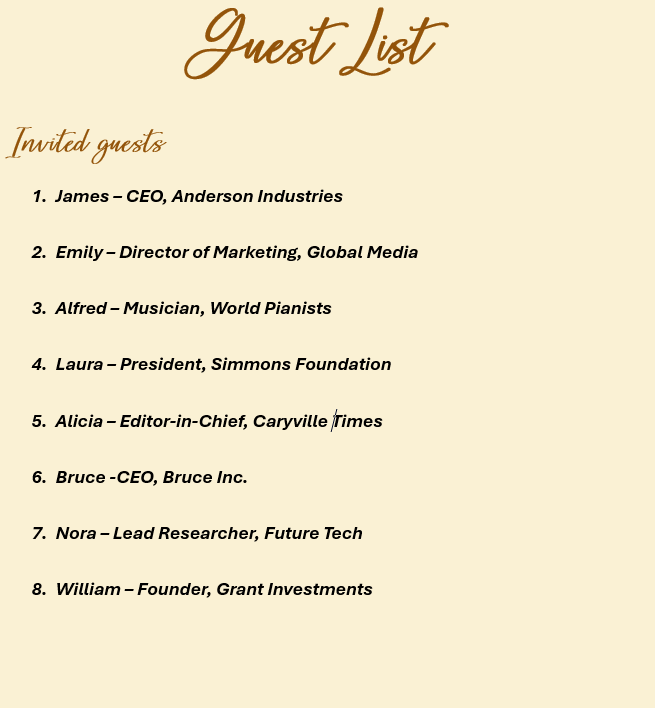 Guest List
Invited guests
1. James – CEO, Anderson Industries
2. Emily – Director of Marketing, Global Media
3. Alfred – Musician, World Pianists
4. Laura – President, Simmons Foundation
5. Alicia – Editor-in-Chief, Caryville Times
6. Bruce -CEO, Bruce Inc.
7. Nora – Lead Researcher, Future Tech
8. William – Founder, Grant Investments